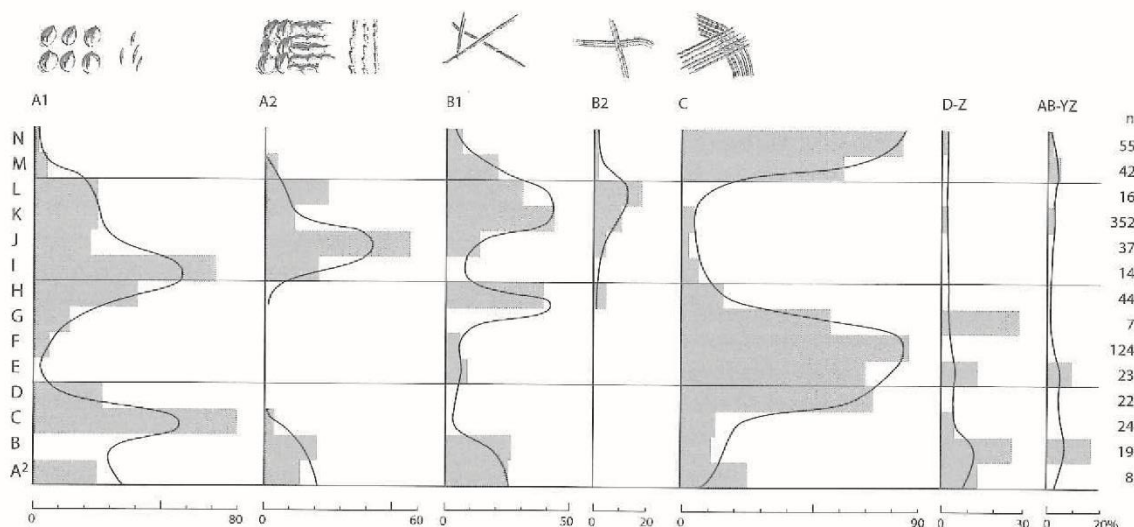 A1 A2 B1 B2 C D-Z AB-YZ
n
N 55
M 42
L 16
K 352
J 37
I 14
H 44
G 7
F 124
E 23
D 22
C 24
B 19
A² 8
0 80 0 60 0 50 0 20 0 90 0 30 0 20%